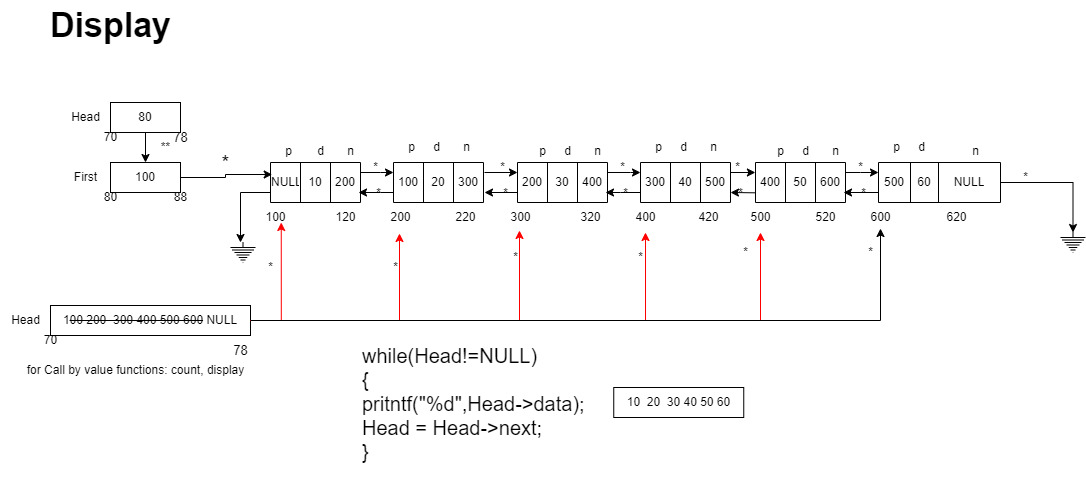 Display
Head 80
70 78
**
First 100
80 88
*
p d n p d n p d n p d n p d n p d n
* * * * *
NULL 10 200 100 20 300 200 30 400 300 40 500 400 50 600 500 60 NULL
* * * * *
*
100 120 200 220 300 320 400 420 500 520 600 620
* * * * * *
Head 100 200 300 400 500 600 NULL
70
78
for Call by value functions: count, display
while(Head!=NULL)
{
pritntf("%d",Head->data);
Head = Head->next;
}
10 20 30 40 50 60